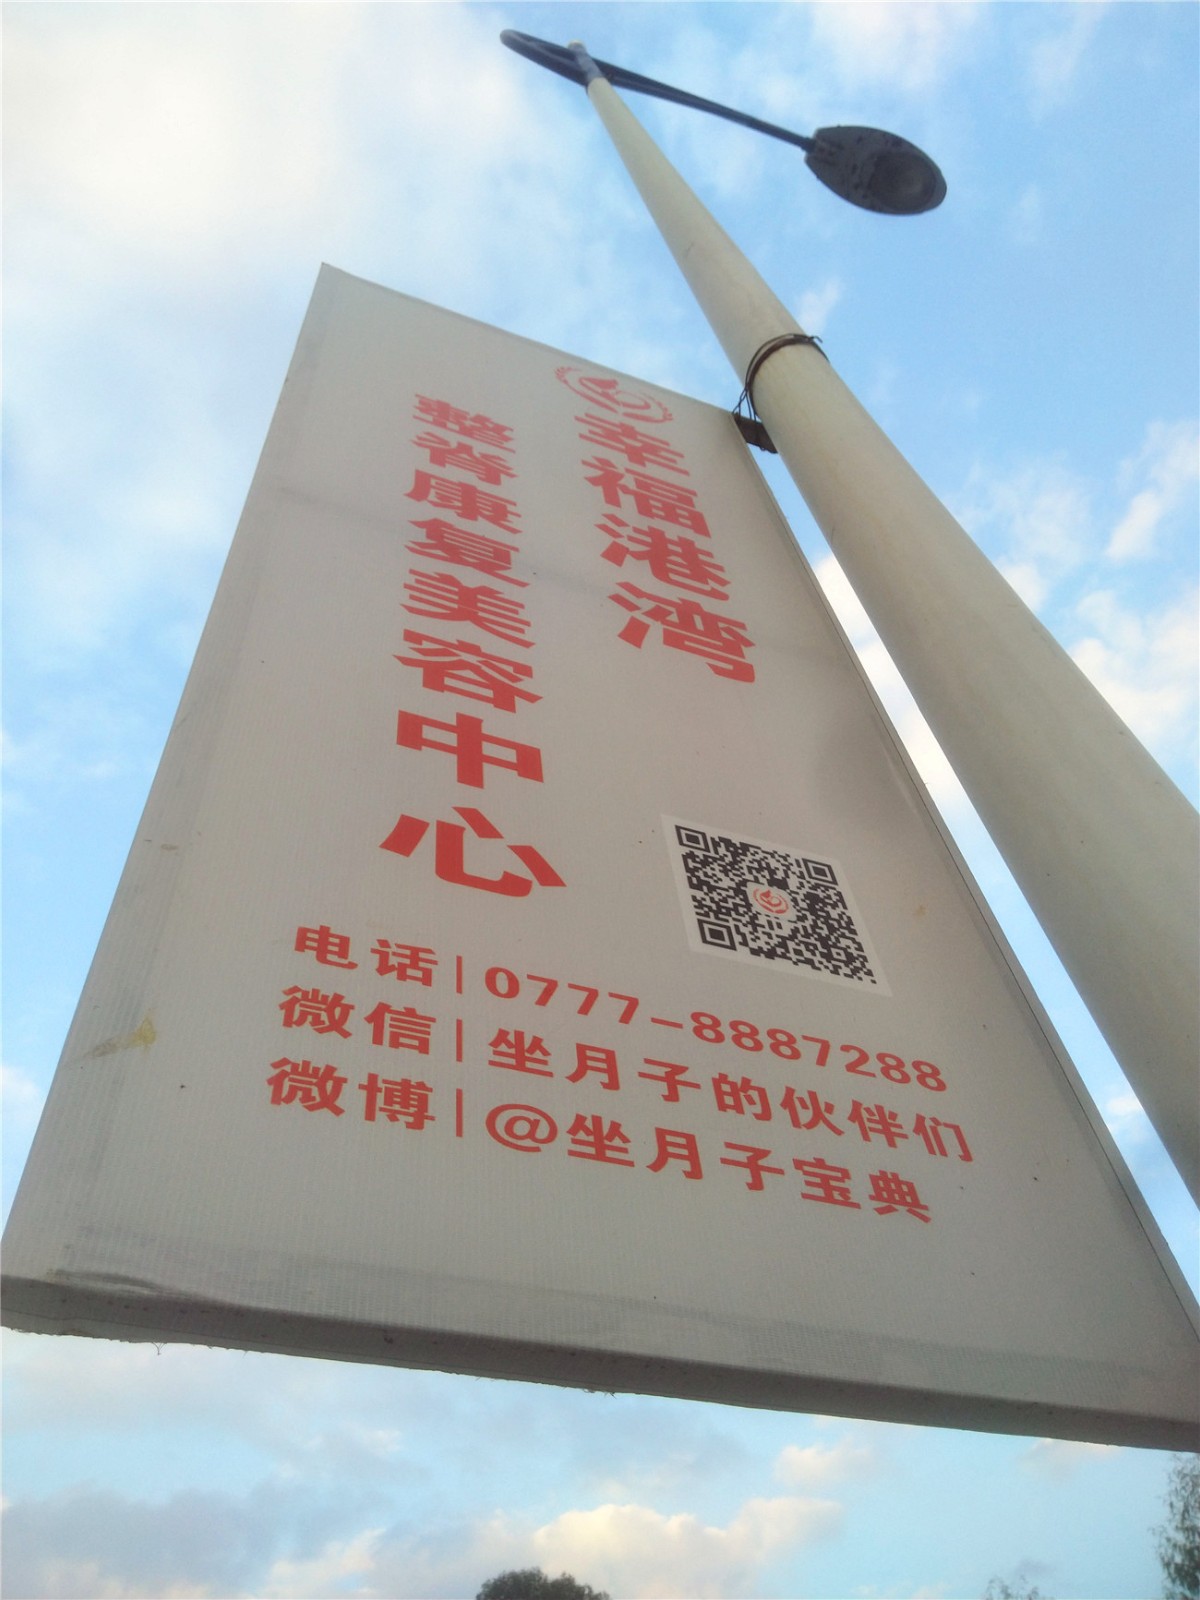 幸福港湾
整脊康复美容中心
电话|0777-8887288
微信|坐月子的伙伴们
微博|@坐月子宝典